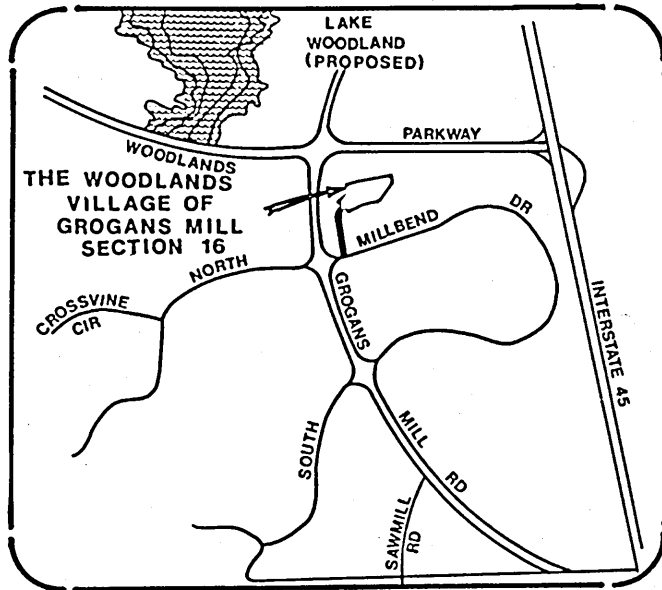 LAKE
WOODLAND
(PROPOSED)
PARKWAY
WOODLANDS
THE WOODLANDS
VILLAGE OF
GROGANS MILL
SECTION 16
MILLBEND
DR
NORTH
GROGANS
CROSSVINE
CIR
INTERSTATE 45
SOUTH
MILL
RD
SAWMILL
RD